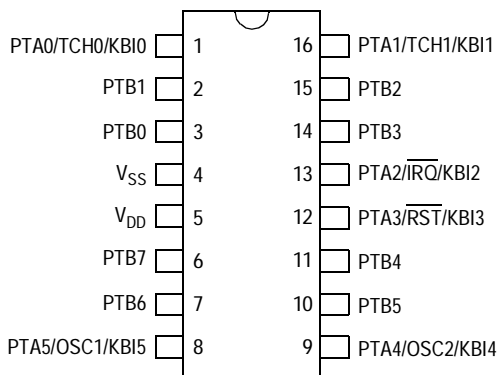 PTA0/TCH0/KBI0 1 16 PTA1/TCH1/KBI1
PTB1 2 15 PTB2
PTB0 3 14 PTB3
VSS 4 13 PTA2/IRQ/KBI2
VDD 5 12 PTA3/RST/KBI3
PTB7 6 11 PTB4
PTB6 7 10 PTB5
PTA5/OSC1/KBI5 8 9 PTA4/OSC2/KBI4